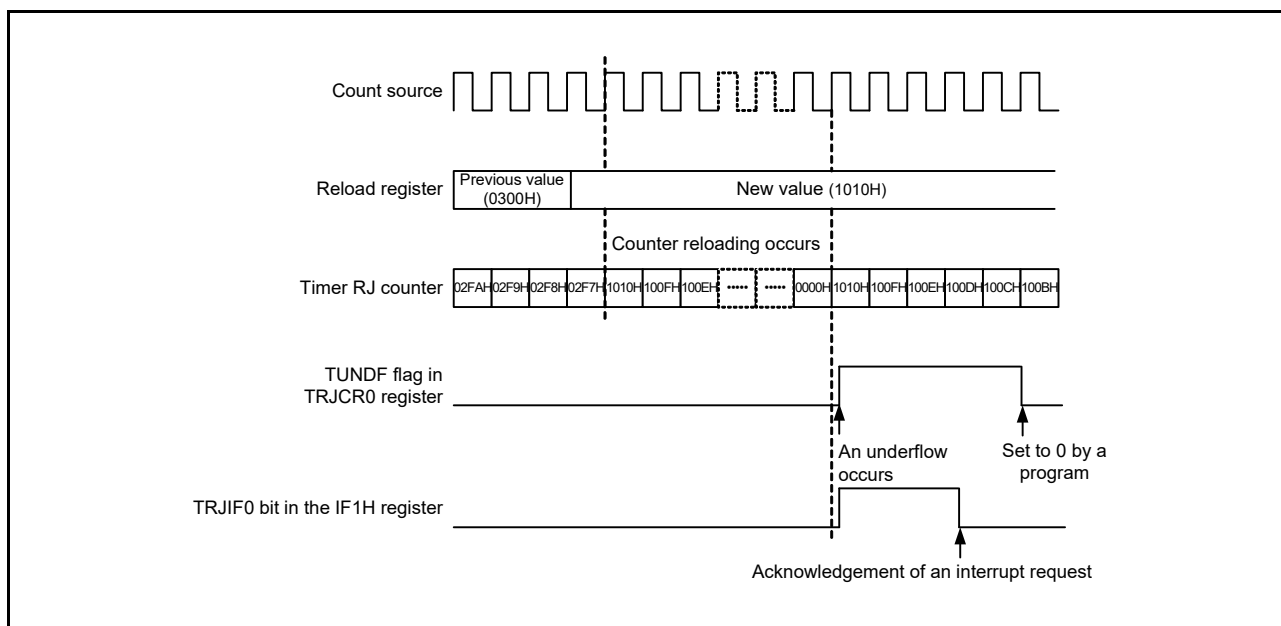 Count source
Reload register
Previous value
(0300H)
New value (1010H)
Counter reloading occurs
Timer RJ counter
02FAH 02F9H 02F8H 02F7H 1010H 100FH 100EH ····· ····· 0000H 1010H 100FH 100EH 100DH 100CH 100BH
TUNDF flag in
TRJCR0 register
An underflow
occurs
Set to 0 by a
program
TRJIF0 bit in the IF1H register
Acknowledgement of an interrupt request